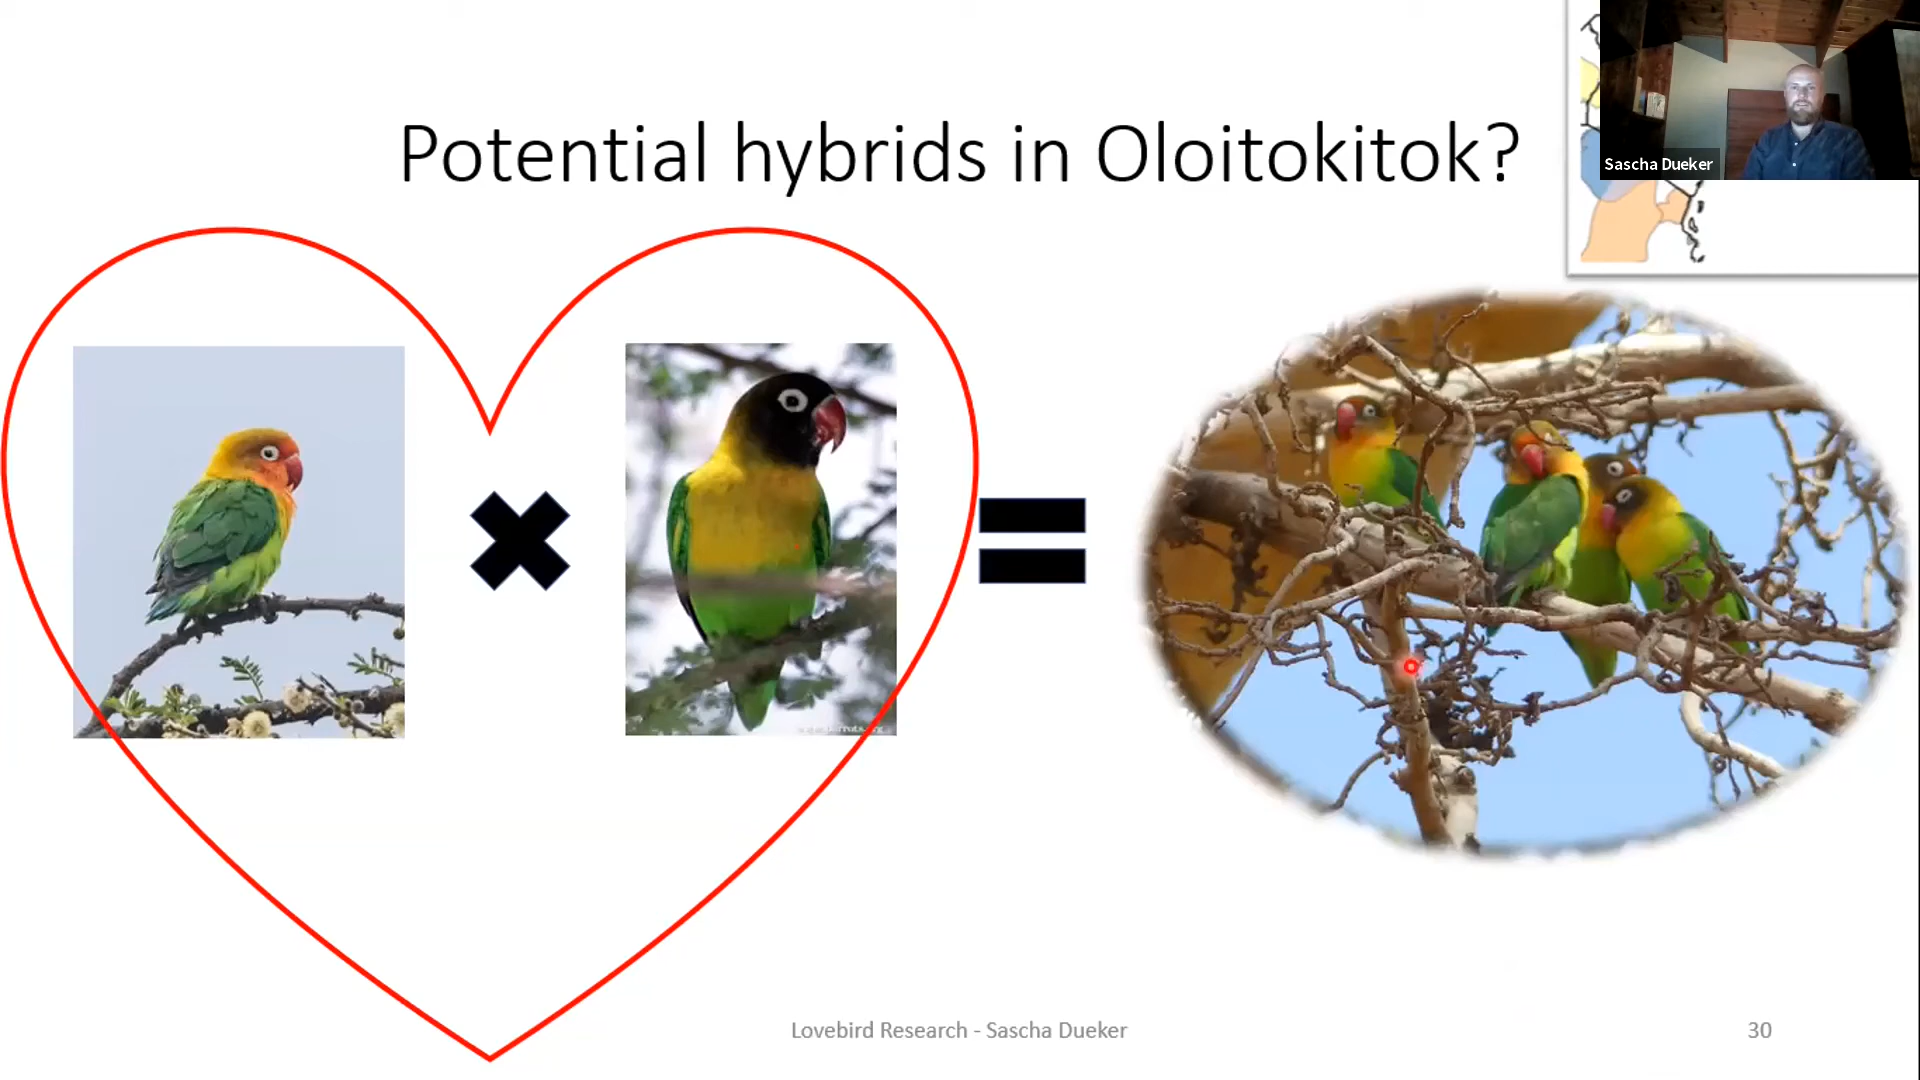 Potential hybrids in Oloitokitok?
Sascha Dueker
Lovebird Research - Sascha Dueker
30